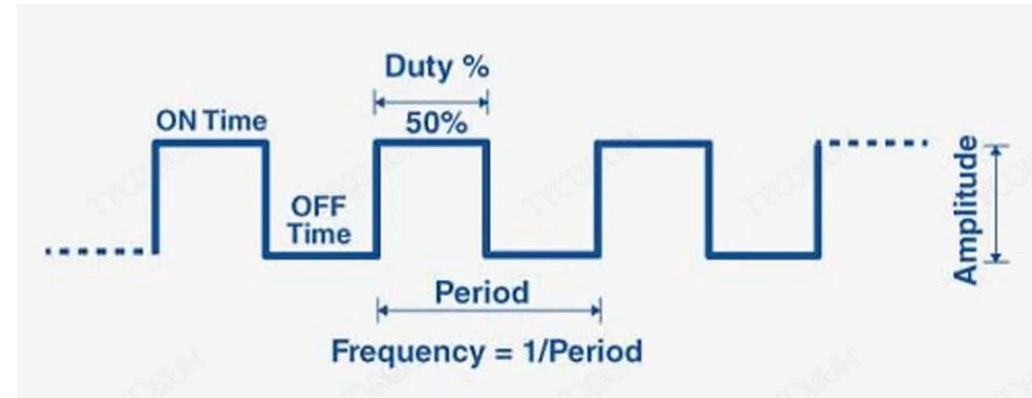 Duty %
50%
ON Time
OFF
Time
Amplitude
Period
Frequency = 1/Period